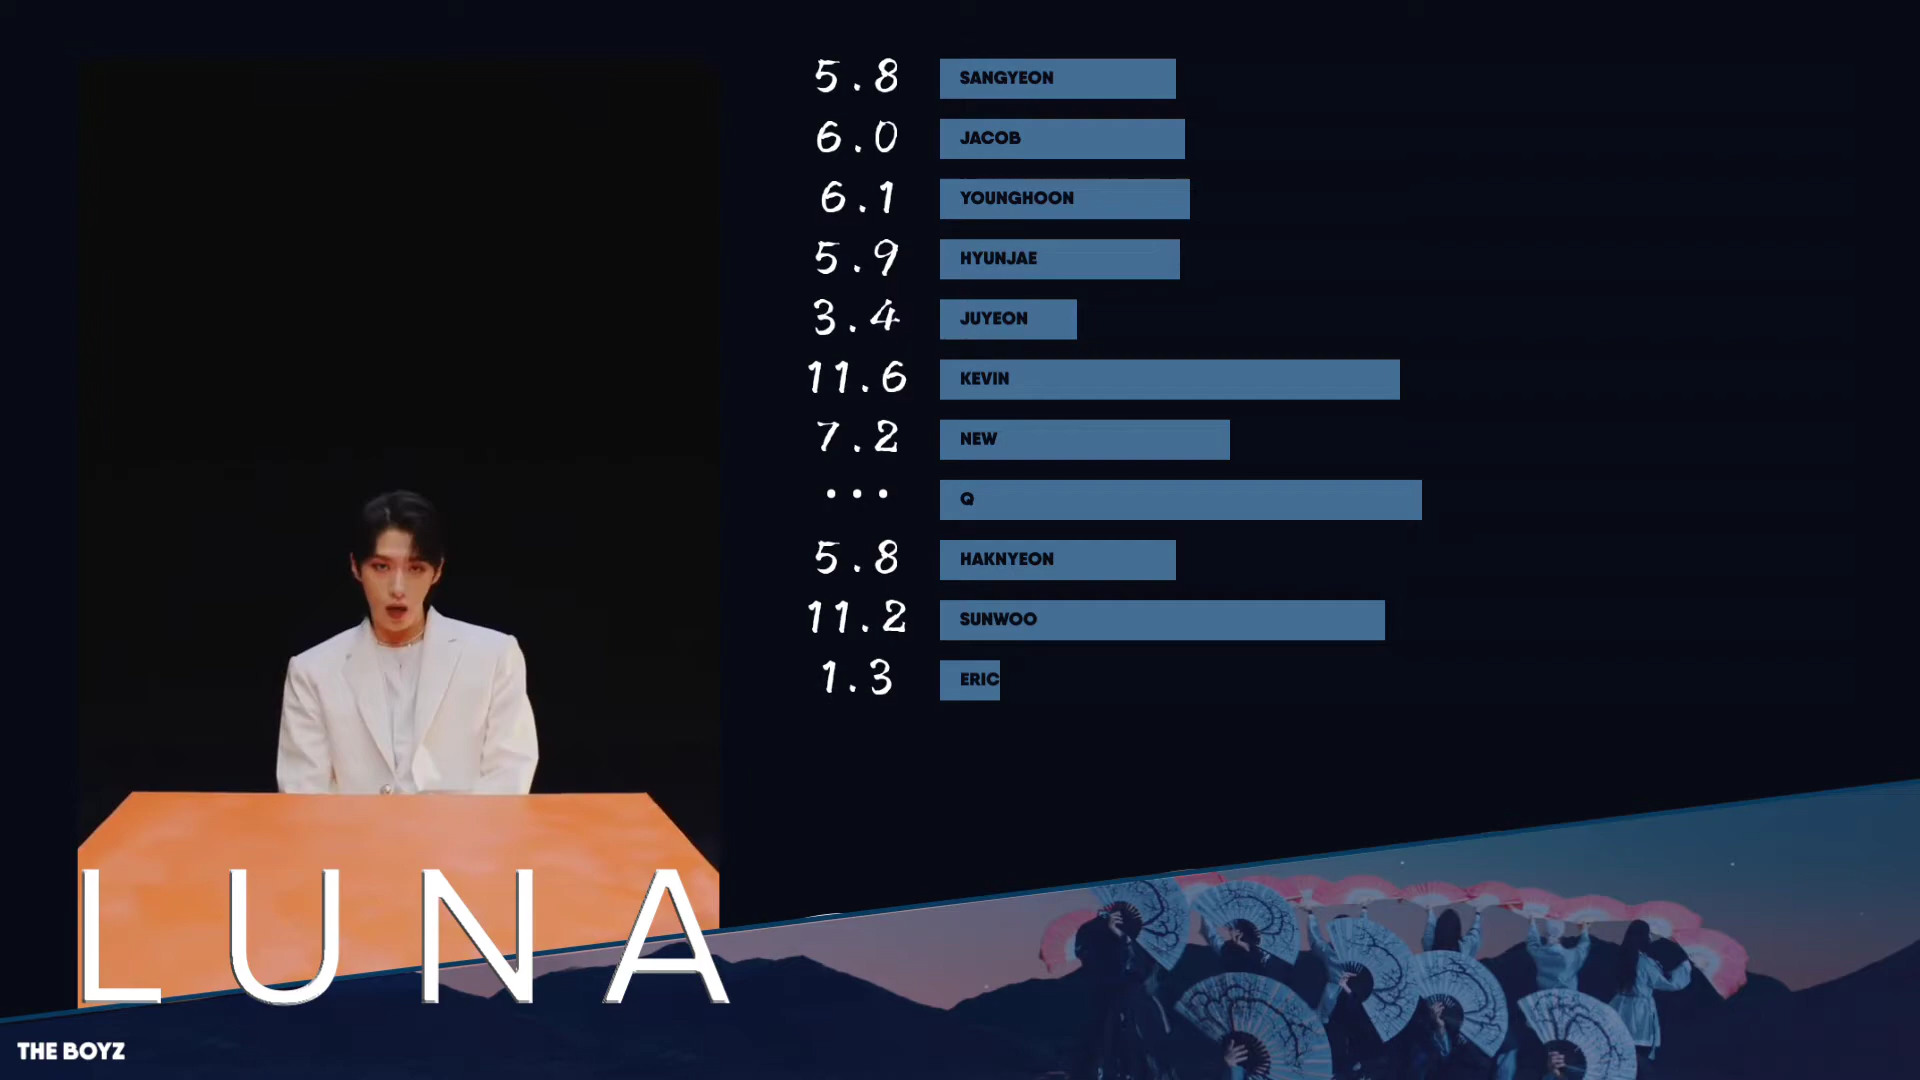 5.8 SANGYEON
6.0 JACOB
6.1 YOUNGHOON
5.9 HYUNJAE
3.4 JUYEON
11.6 KEVIN
7.2 NEW
... Q
5.8 HAKNYEON
11.2 SUNWOO
1.3 ERIC
LUNA
THE BOYZ